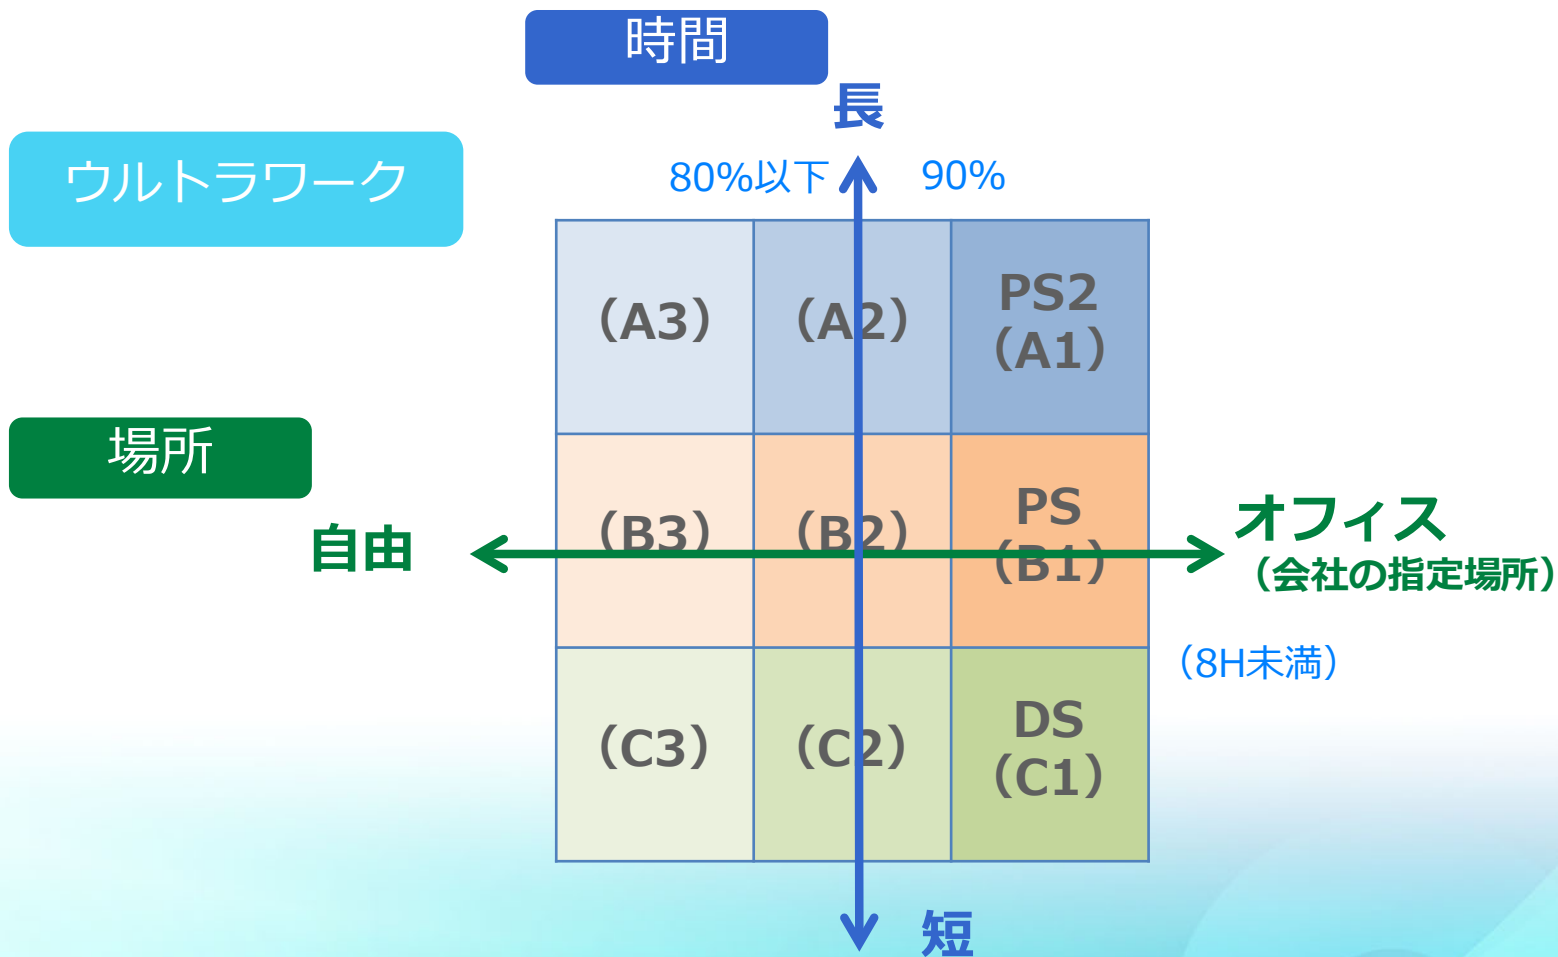 時間
長
ウルトラワーク
80%以下
90%
(A3)
(A2)
PS2
(A1)
場所
自由
(B3)
(B2)
PS
(B1)
オフィス
（会社の指定場所）
（8H未満）
(C3)
(C2)
DS
(C1)
短